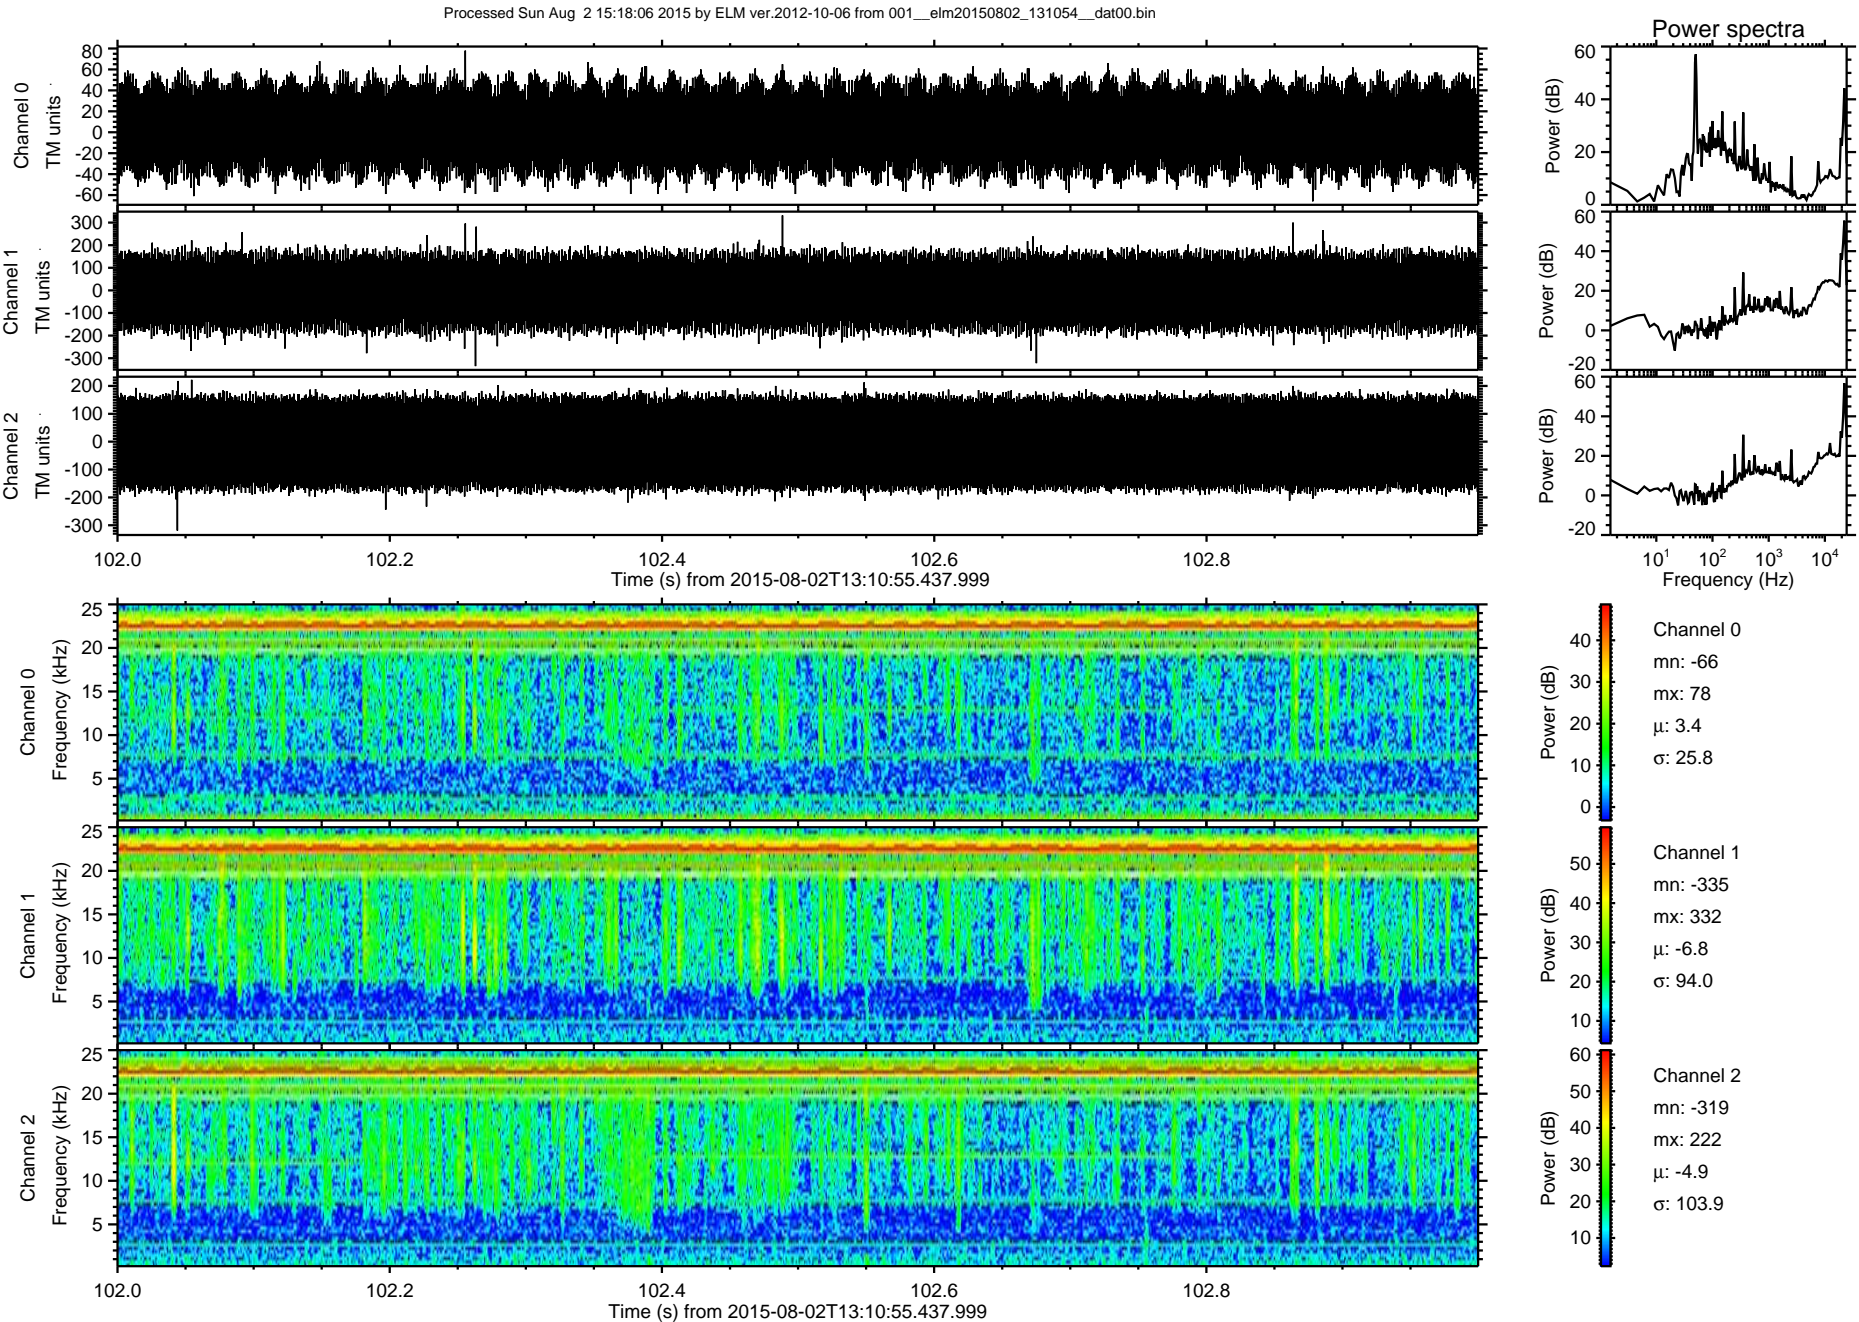 Processed Sun Aug 2 15:18:06 2015 by ELM ver.2012-10-06 from 001__elm20150802_131054__dat00.bin
Power spectra
Channel 0
TM units
80
60
40
20
0
-20
-40
-60
Power (dB)
60
40
20
0
Channel 1
TM units
300
200
100
0
-100
-200
-300
Power (dB)
60
40
20
0
-20
Channel 2
TM units
200
100
0
-100
-200
-300
Power (dB)
60
40
20
0
-20
102.0 102.2 102.4 102.6 102.8
Time (s) from 2015-08-02T13:10:55.437.999
10¹ 10² 10³ 10⁴
Frequency (Hz)
Channel 0
Frequency (kHz)
25
20
15
10
5
Power (dB)
40
30
20
10
0
Channel 0
mn: -66
mx: 78
μ: 3.4
σ: 25.8
Channel 1
Frequency (kHz)
25
20
15
10
5
Power (dB)
50
40
30
20
10
Channel 1
mn: -335
mx: 332
μ: -6.8
σ: 94.0
Channel 2
Frequency (kHz)
25
20
15
10
5
Power (dB)
60
50
40
30
20
10
Channel 2
mn: -319
mx: 222
μ: -4.9
σ: 103.9
102.0 102.2 102.4 102.6 102.8
Time (s) from 2015-08-02T13:10:55.437.999